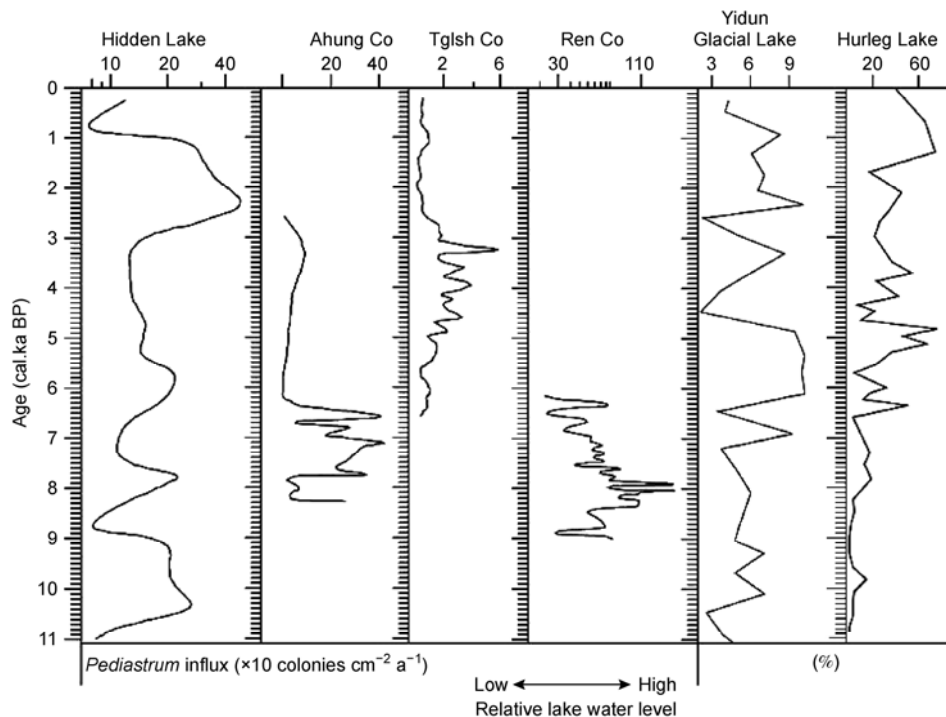 Hidden Lake Ahung Co Tglsh Co Ren Co Yidun Glacial Lake Hurleg Lake
10 20 40 20 40 2 6 30 110 3 6 9 20 60
0
1
2
3
4
5
6
7
8
9
10
11
Age (cal.ka BP)
Pediastrum influx (×10 colonies cm⁻² a⁻¹) (%)
Low High
Relative lake water level